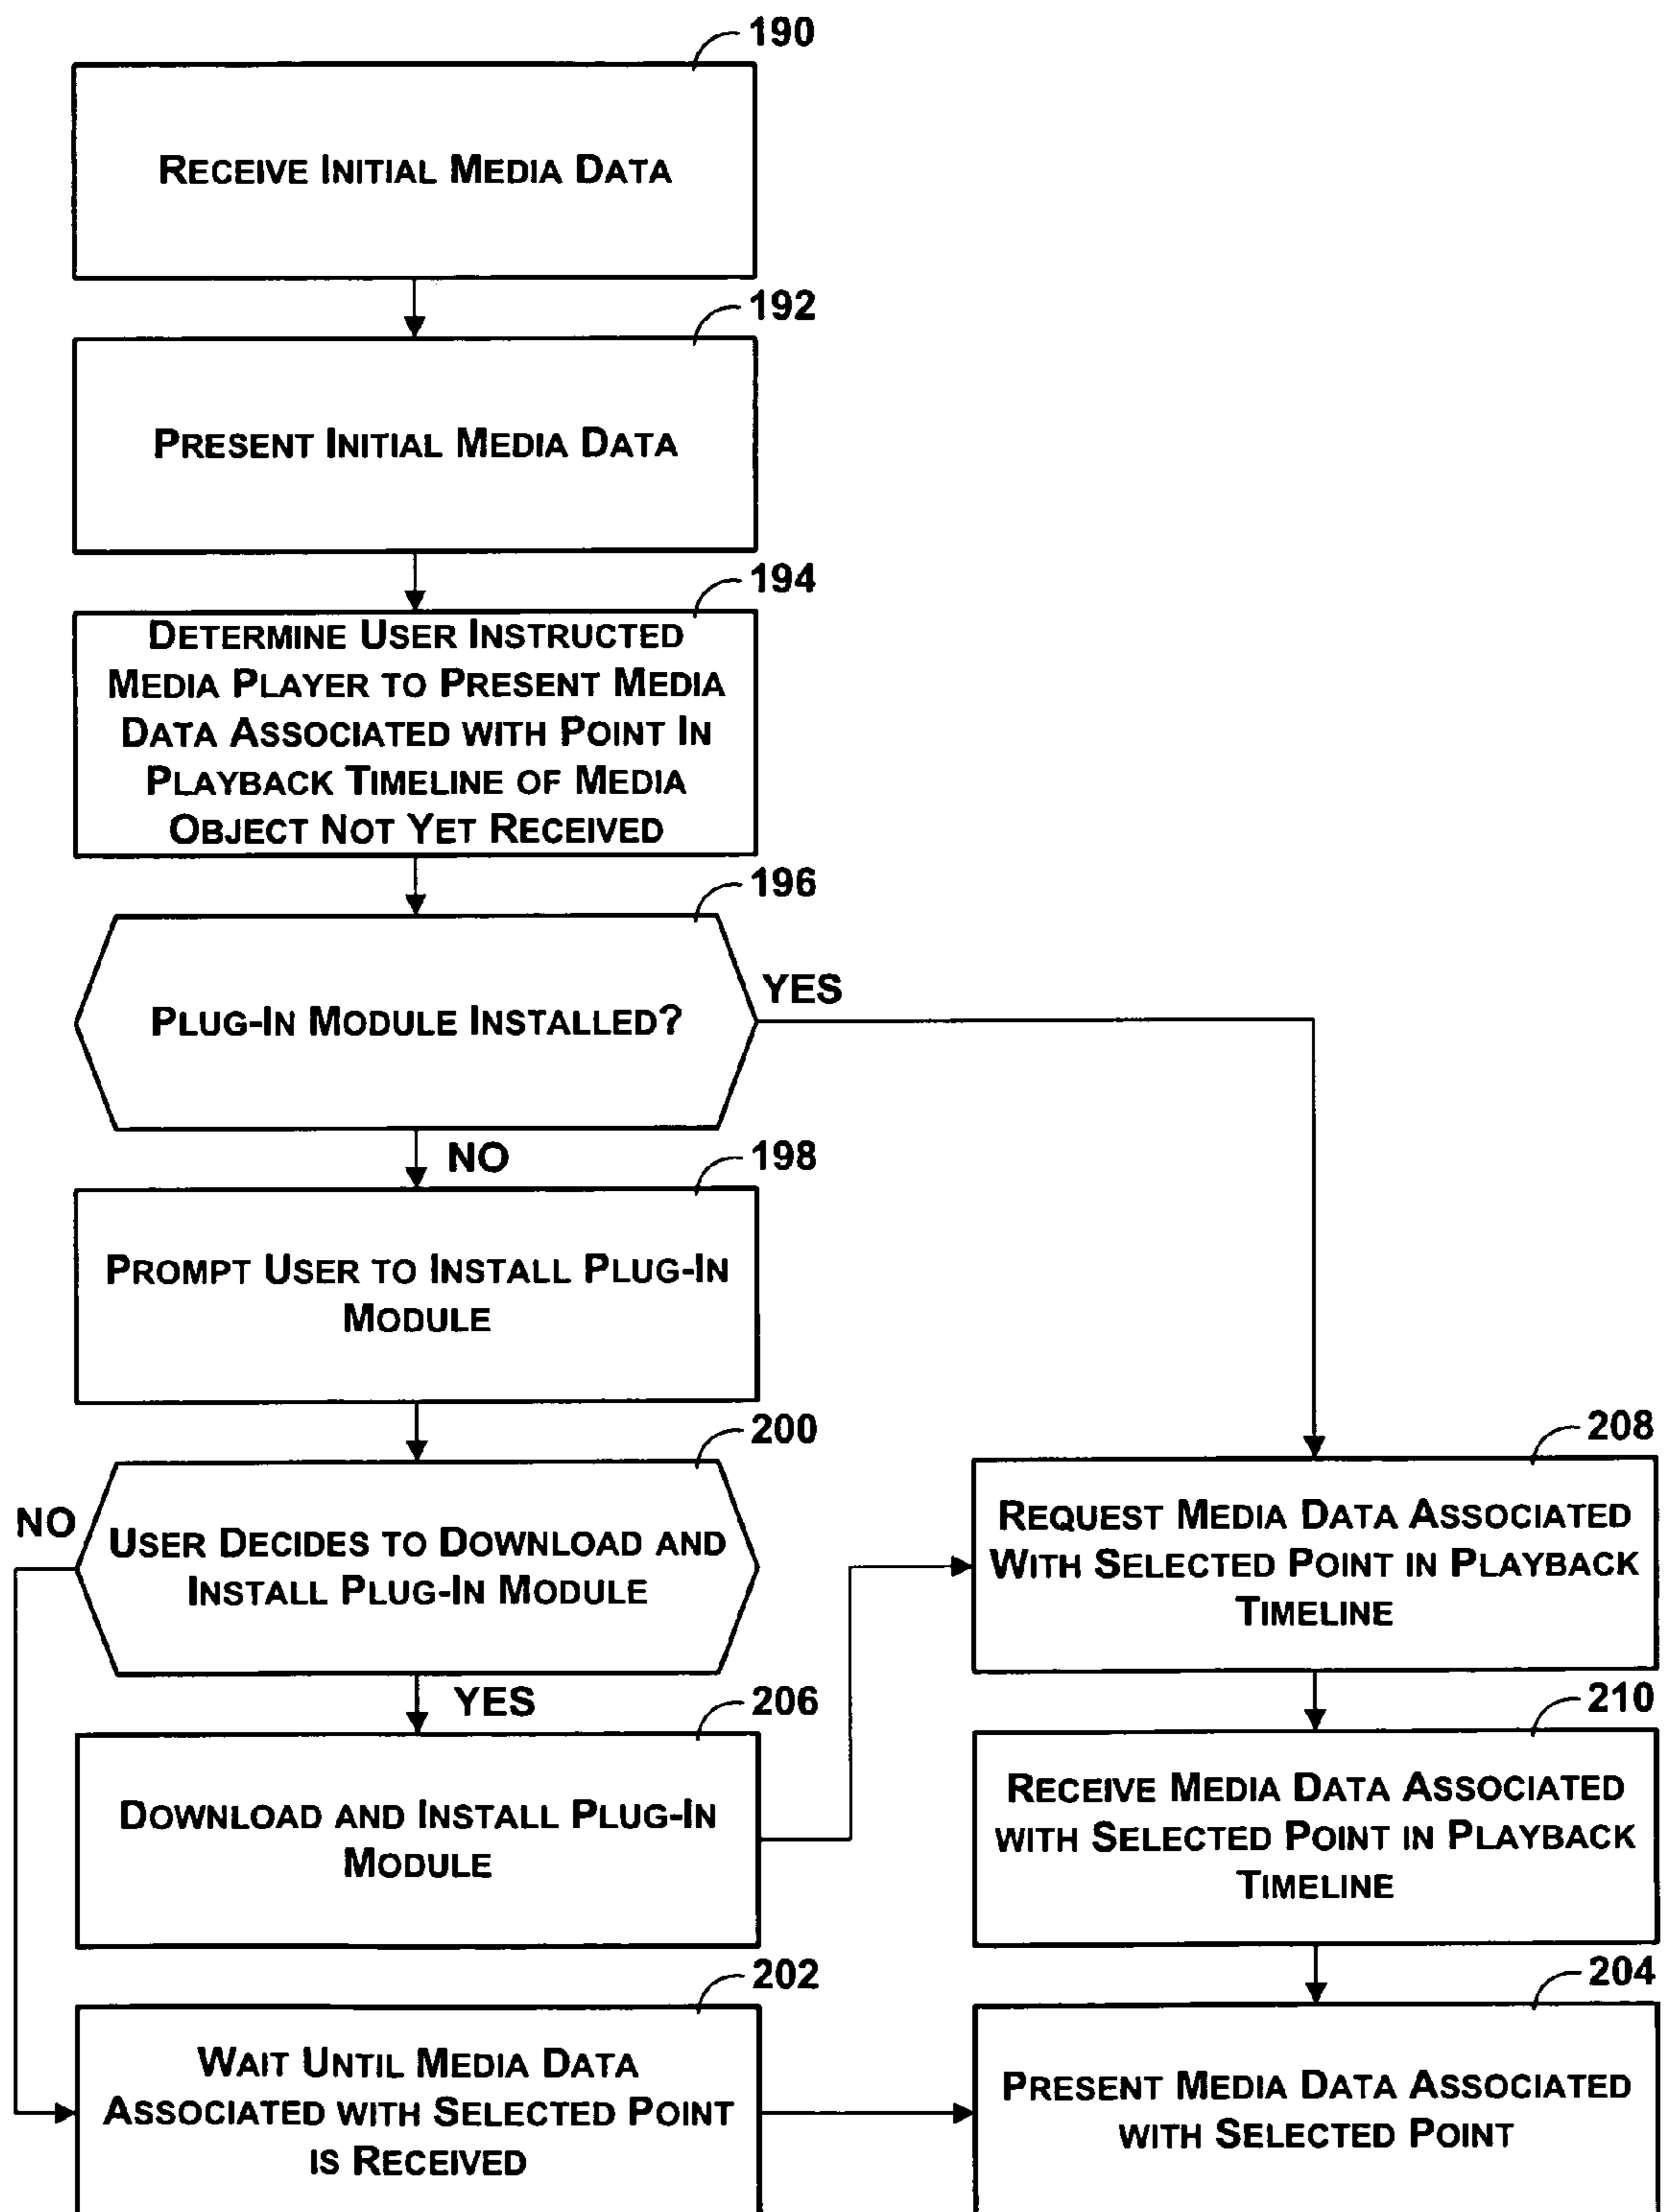 190
RECEIVE INITIAL MEDIA DATA
192
PRESENT INITIAL MEDIA DATA
194
DETERMINE USER INSTRUCTED
MEDIA PLAYER TO PRESENT MEDIA
DATA ASSOCIATED WITH POINT IN
PLAYBACK TIMELINE OF MEDIA
OBJECT NOT YET RECEIVED
196
PLUG-IN MODULE INSTALLED?
YES
NO
198
PROMPT USER TO INSTALL PLUG-IN
MODULE
200
NO
USER DECIDES TO DOWNLOAD AND
INSTALL PLUG-IN MODULE
YES
206
DOWNLOAD AND INSTALL PLUG-IN
MODULE
202
WAIT UNTIL MEDIA DATA
ASSOCIATED WITH SELECTED POINT
IS RECEIVED
208
REQUEST MEDIA DATA ASSOCIATED
WITH SELECTED POINT IN PLAYBACK
TIMELINE
210
RECEIVE MEDIA DATA ASSOCIATED
WITH SELECTED POINT IN PLAYBACK
TIMELINE
204
PRESENT MEDIA DATA ASSOCIATED
WITH SELECTED POINT